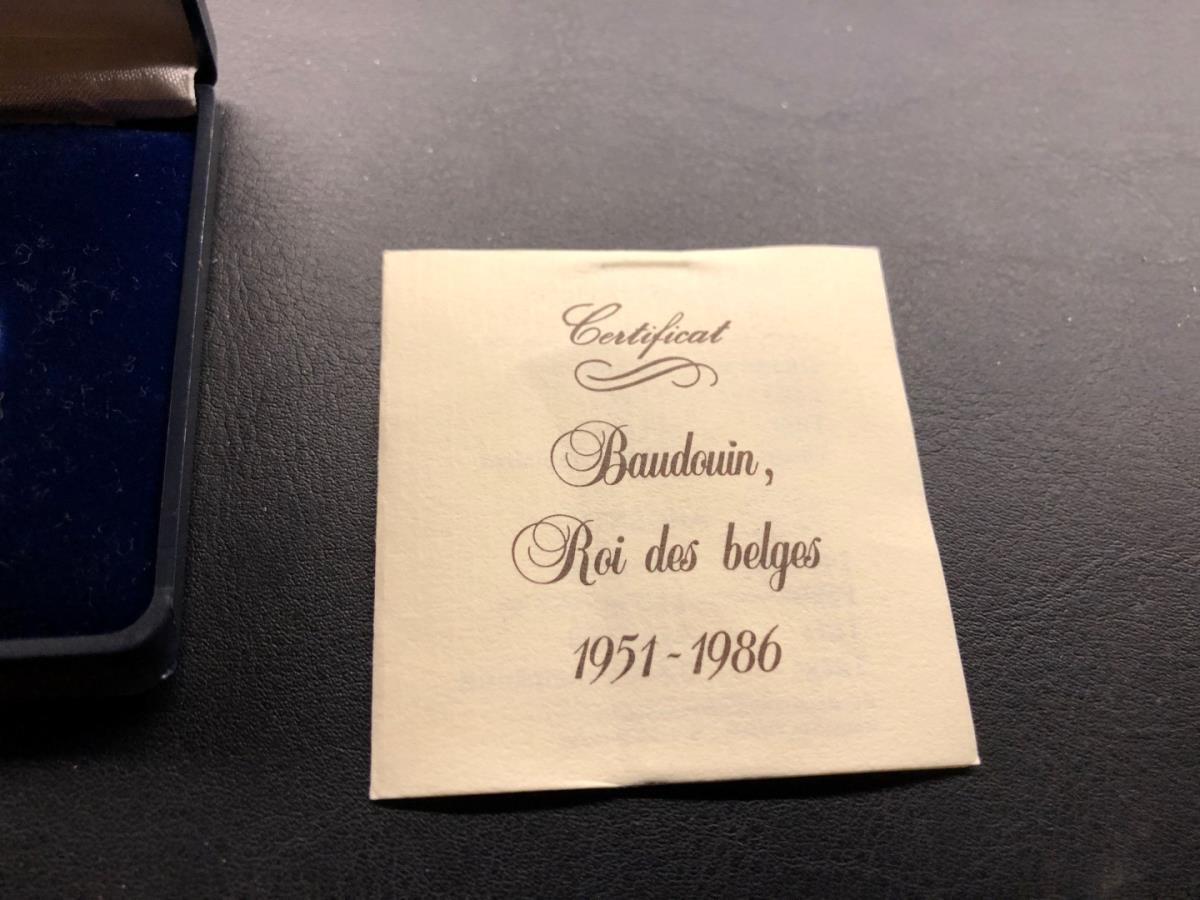 Certificat
Baudouin,
Roi des belges
1951-1986